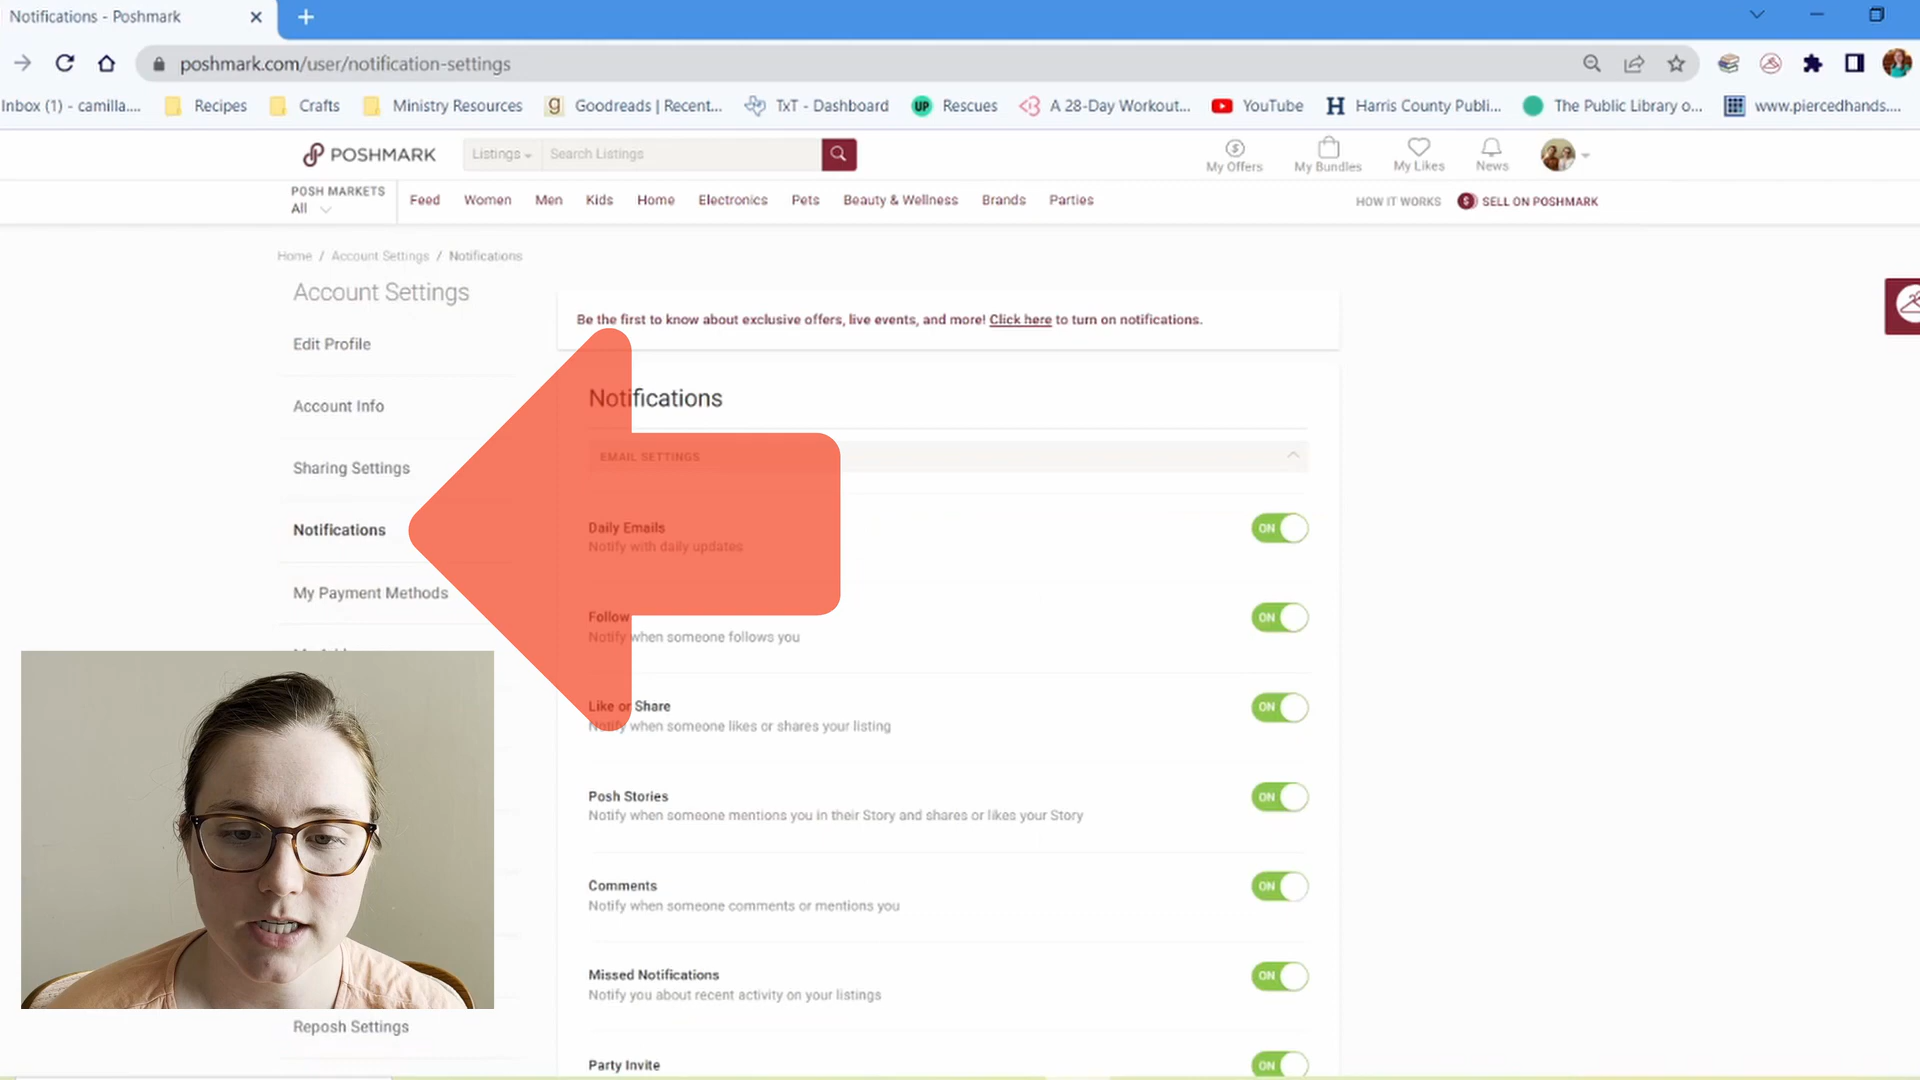 Notifications - Poshmark
poshmark.com/user/notification-settings
Inbox (1) - camilla.... Recipes Crafts Ministry Resources g Goodreads | Recent... TxT - Dashboard UP Rescues A 28-Day Workout... YouTube H Harris County Publi... The Public Library o... www.piercedhands....
POSHMARK Listings Search Listings My Offers My Bundles My Likes News
POSH MARKETS
All
Feed Women Men Kids Home Electronics Pets Beauty & Wellness Brands Parties HOW IT WORKS $ SELL ON POSHMARK
Home / Account Settings / Notifications
Account Settings
Edit Profile
Account Info
Sharing Settings
Notifications
My Payment Methods
Reposh Settings
Be the first to know about exclusive offers, live events, and more! Click here to turn on notifications.
Notifications
EMAIL SETTINGS
Daily Emails
Notify with daily updates
ON
Follow
Notify when someone follows you
ON
Like or Share
Notify when someone likes or shares your listing
ON
Posh Stories
Notify when someone mentions you in their Story and shares or likes your Story
ON
Comments
Notify when someone comments or mentions you
ON
Missed Notifications
Notify you about recent activity on your listings
ON
Party Invite
ON